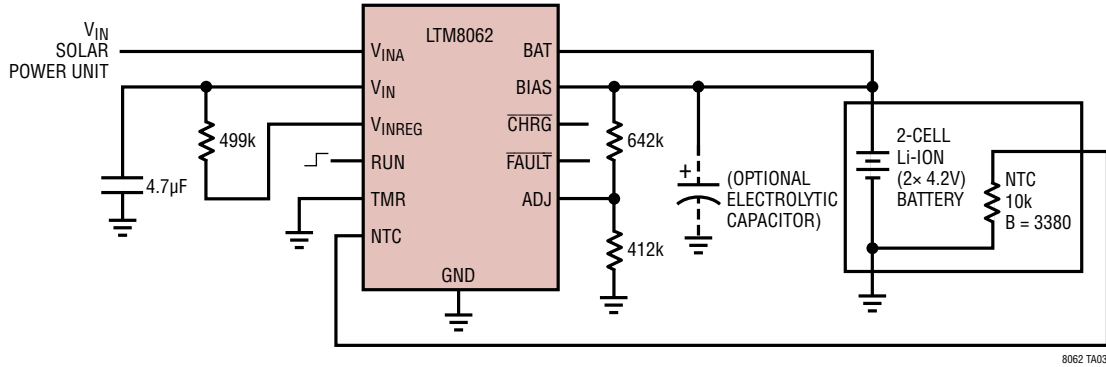 VIN
SOLAR
POWER UNIT
LTM8062
VINA
VIN
VINREG
RUN
TMR
NTC
GND
BAT
BIAS
CHRG
FAULT
ADJ
499k
4.7µF
642k
412k
+
(OPTIONAL
ELECTROLYTIC
CAPACITOR)
2-CELL
Li-ION
(2× 4.2V)
BATTERY
NTC
10k
B = 3380
8062 TA03